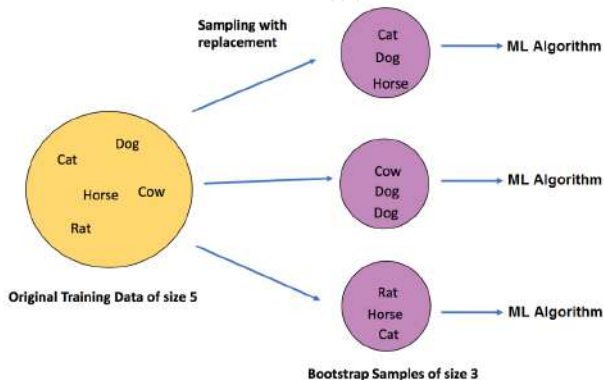 Sampling with
replacement
Cat
Dog
Horse
ML Algorithm
Dog
Cat
Horse
Cow
Rat
Cow
Dog
Dog
ML Algorithm
Original Training Data of size 5
Rat
Horse
Cat
ML Algorithm
Bootstrap Samples of size 3